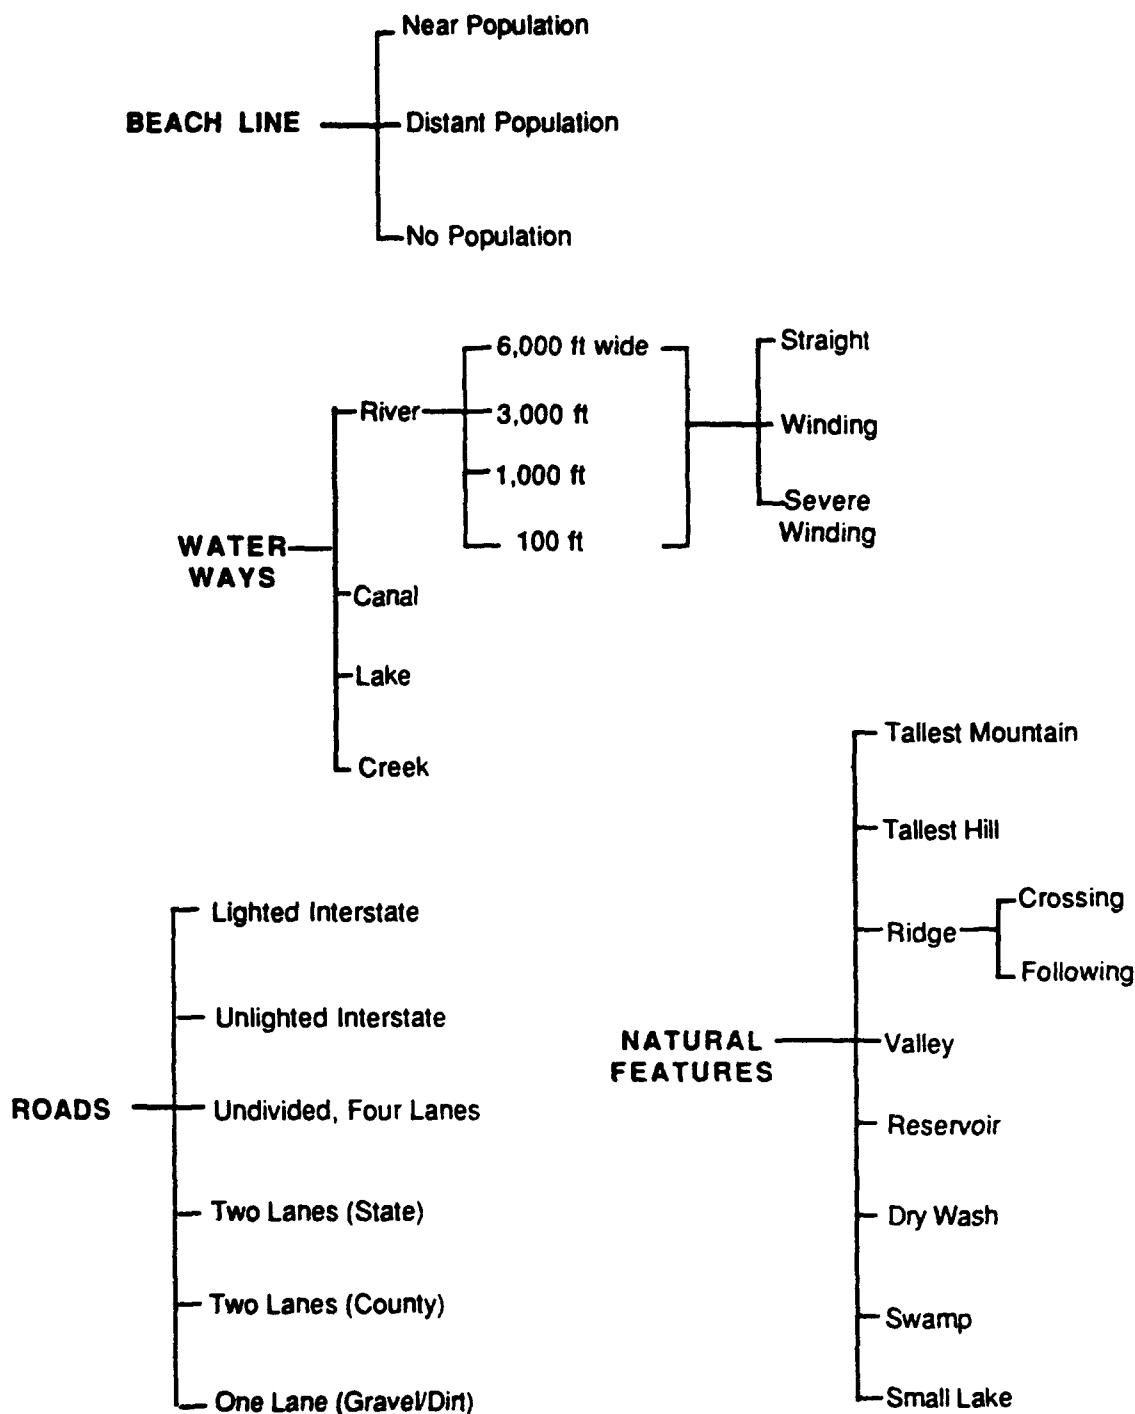 Near Population
BEACH LINE
Distant Population
No Population
6,000 ft wide
Straight
River
3,000 ft
Winding
1,000 ft
Severe
Winding
100 ft
WATER
WAYS
Canal
Lake
Creek
Tallest Mountain
Tallest Hill
Ridge
Crossing
Following
NATURAL
FEATURES
Valley
Reservoir
Dry Wash
Swamp
Small Lake
Lighted Interstate
Unlighted Interstate
ROADS
Undivided, Four Lanes
Two Lanes (State)
Two Lanes (County)
One Lane (Gravel/Dirt)